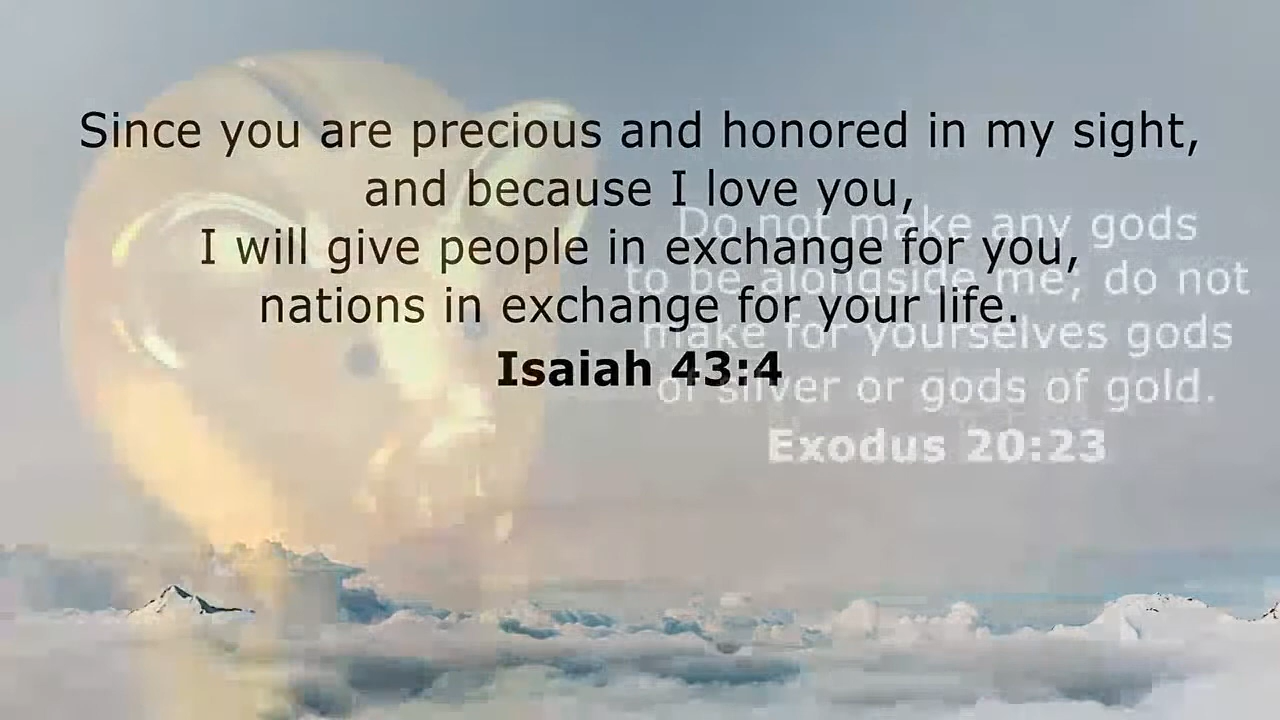 Since you are precious and honored in my sight,
and because I love you,
I will give people in exchange for you,
nations in exchange for your life.
Isaiah 43:4
Do not make any gods
to be alongside me; do not
make for yourselves gods
of silver or gods of gold.
Exodus 20:23